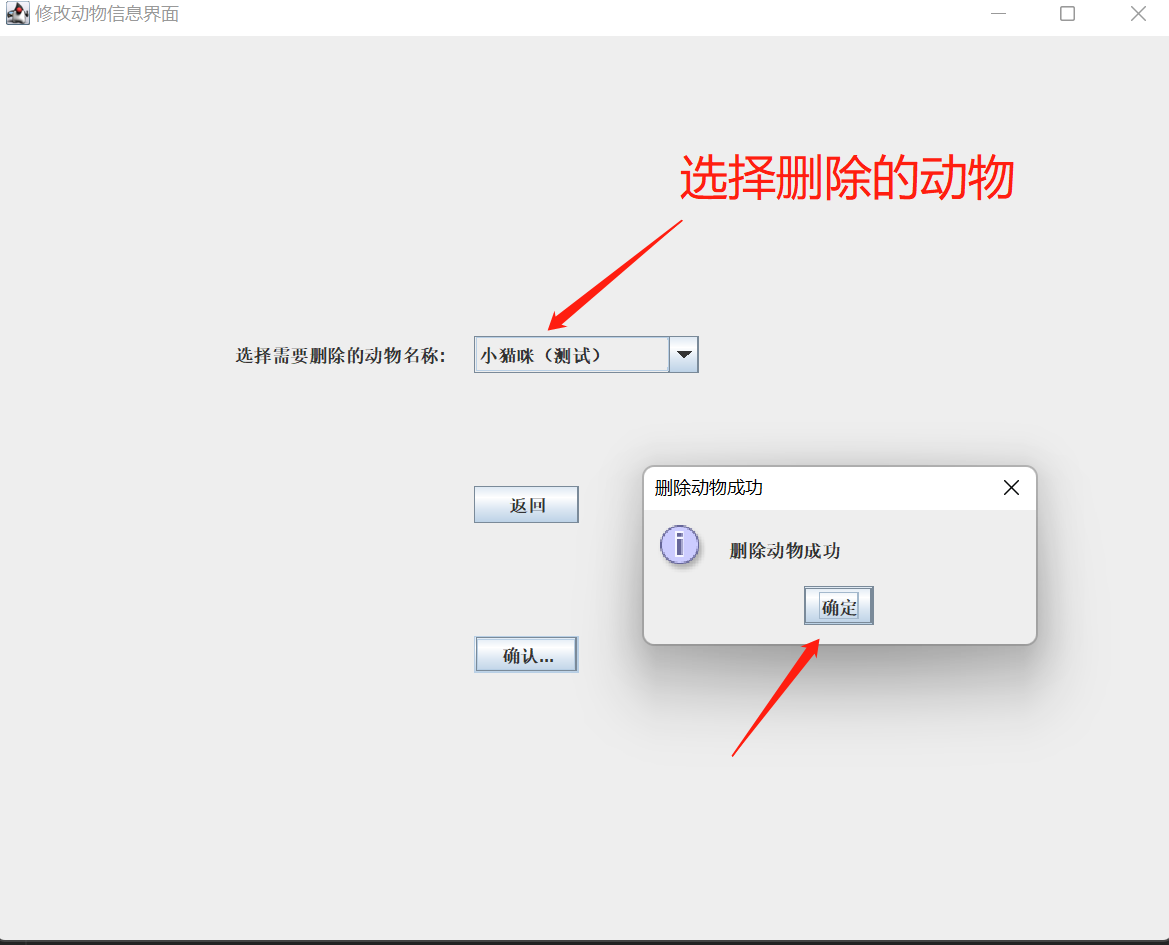 修改动物信息界面
选择删除的动物
选择需要删除的动物名称:
小猫咪（测试）
返回
删除动物成功
删除动物成功
确定
确认...